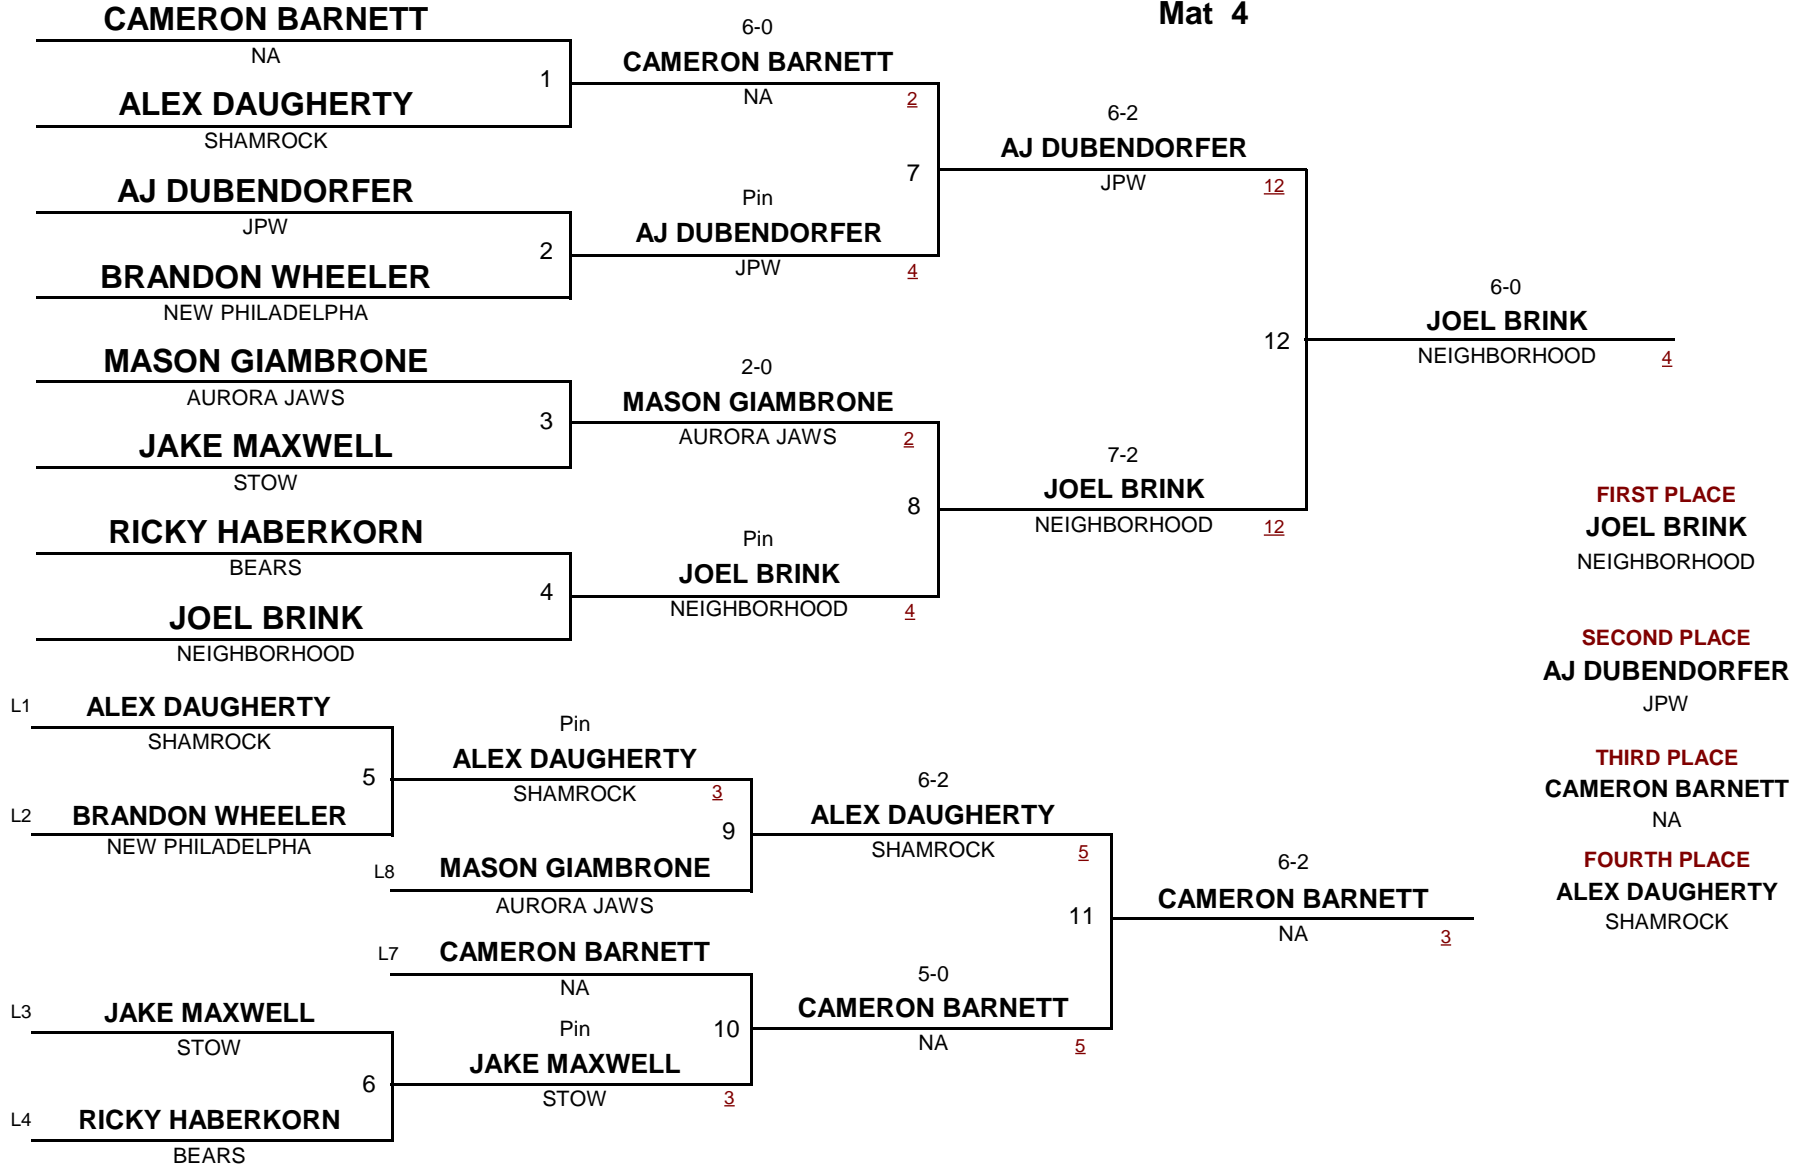 Mat 4
CAMERON BARNETT
NA
1
ALEX DAUGHERTY
SHAMROCK
AJ DUBENDORFER
JPW
2
BRANDON WHEELER
NEW PHILADELPHA
MASON GIAMBRONE
AURORA JAWS
3
JAKE MAXWELL
STOW
RICKY HABERKORN
BEARS
4
JOEL BRINK
NEIGHBORHOOD
6-0
CAMERON BARNETT
NA 2
7
Pin
AJ DUBENDORFER
JPW 4
2-0
MASON GIAMBRONE
AURORA JAWS 2
8
Pin
JOEL BRINK
NEIGHBORHOOD 4
6-2
AJ DUBENDORFER
JPW 12
12
7-2
JOEL BRINK
NEIGHBORHOOD 12
6-0
JOEL BRINK
NEIGHBORHOOD 4
L1 ALEX DAUGHERTY
SHAMROCK
5
L2 BRANDON WHEELER
NEW PHILADELPHA
L3 JAKE MAXWELL
STOW
6
L4 RICKY HABERKORN
BEARS
Pin
ALEX DAUGHERTY
SHAMROCK 3
9
L8 MASON GIAMBRONE
AURORA JAWS
L7 CAMERON BARNETT
NA
10
Pin
JAKE MAXWELL
STOW 3
6-2
ALEX DAUGHERTY
SHAMROCK 5
11
5-0
CAMERON BARNETT
NA 5
6-2
CAMERON BARNETT
NA 3
FIRST PLACE
JOEL BRINK
NEIGHBORHOOD
SECOND PLACE
AJ DUBENDORFER
JPW
THIRD PLACE
CAMERON BARNETT
NA
FOURTH PLACE
ALEX DAUGHERTY
SHAMROCK